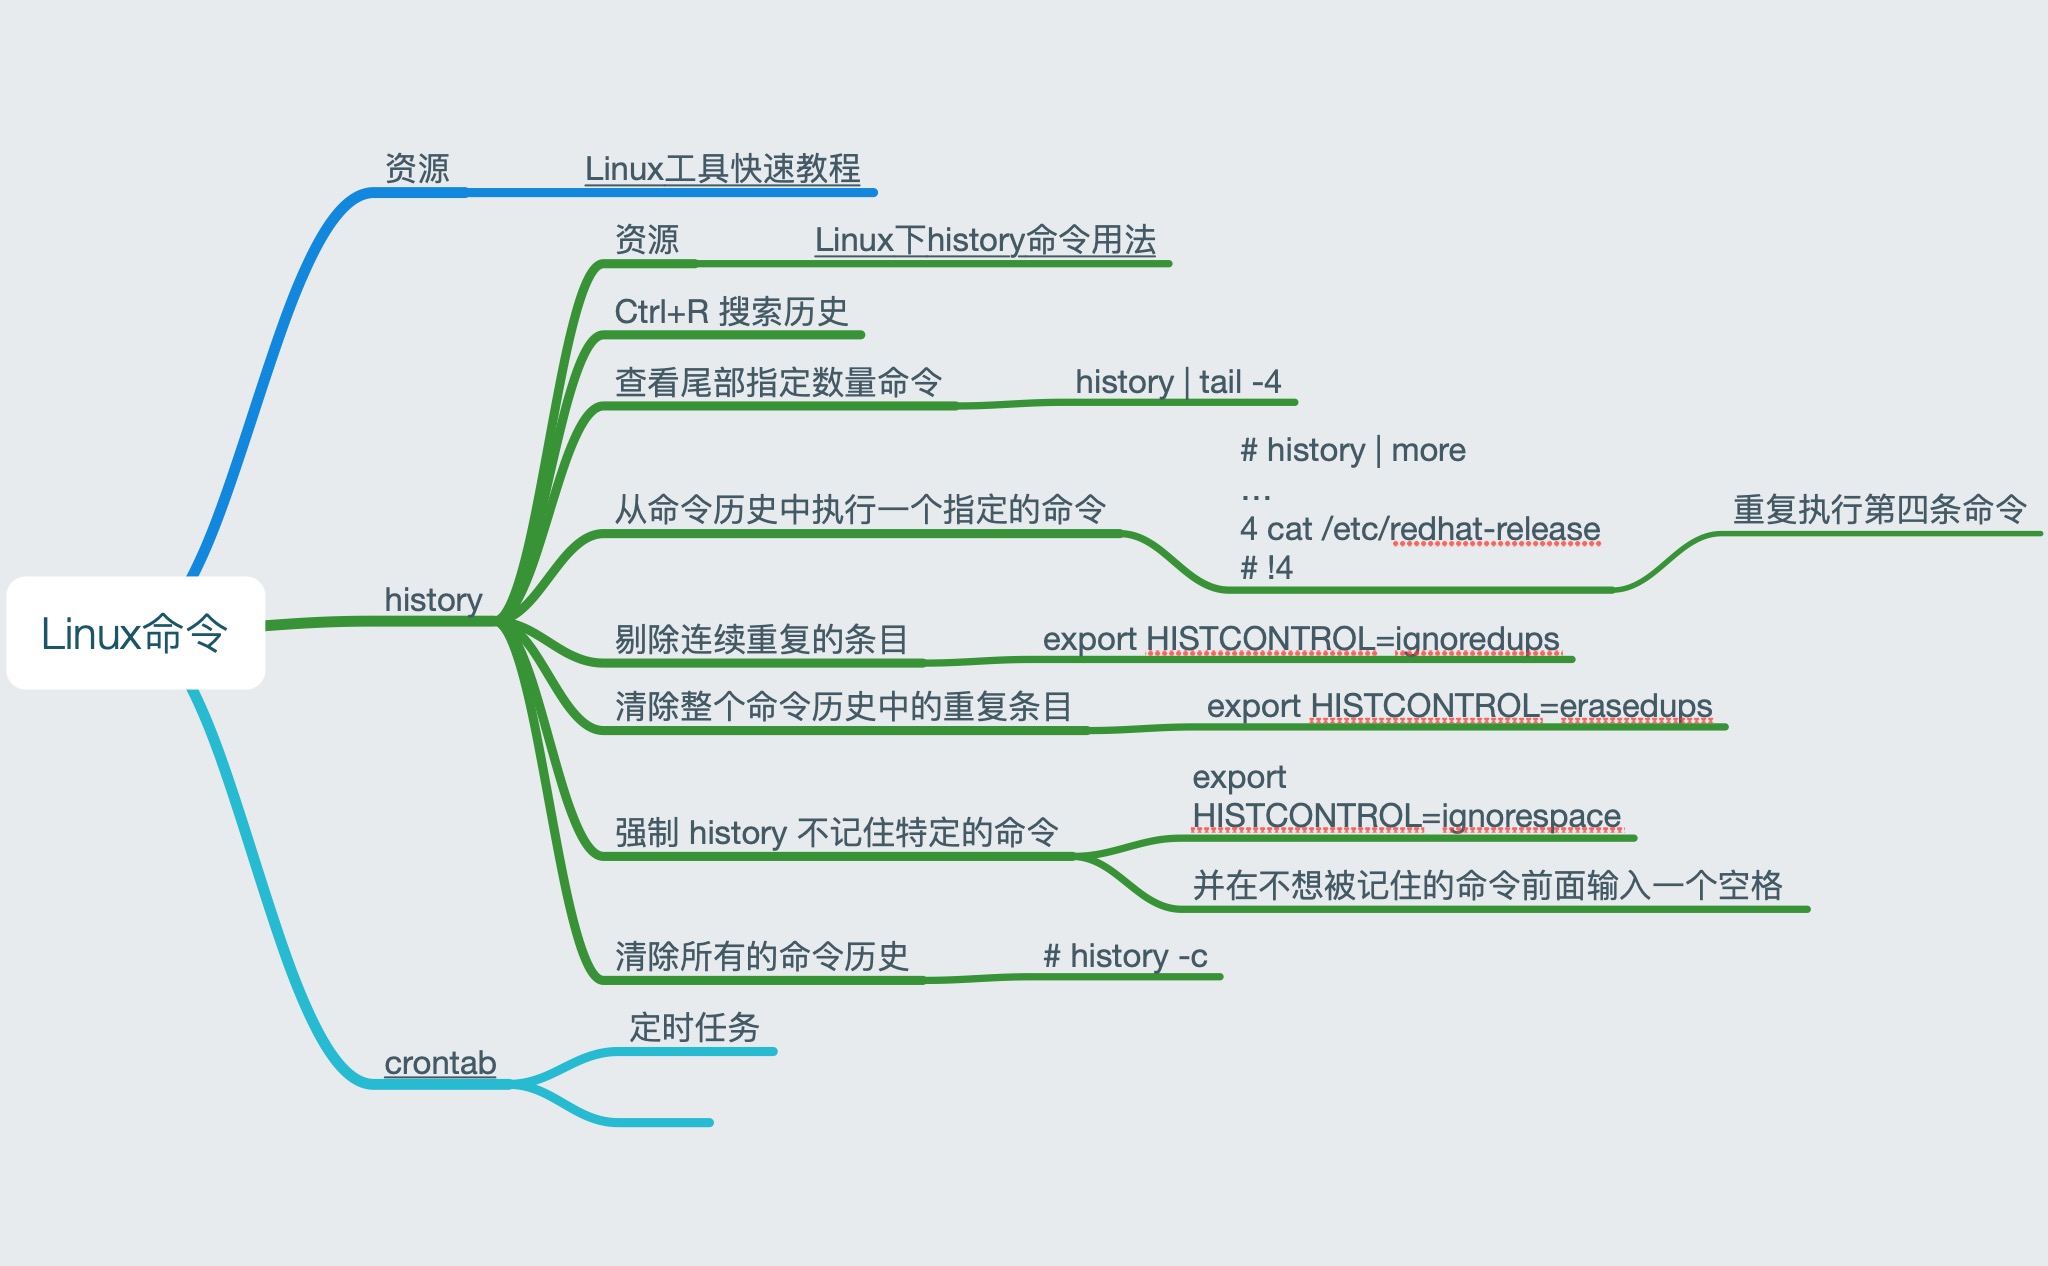 资源
Linux工具快速教程
资源
Linux下history命令用法
Ctrl+R 搜索历史
查看尾部指定数量命令
history | tail -4
从命令历史中执行一个指定的命令
# history | more
...
4 cat /etc/redhat-release
# !4
重复执行第四条命令
history
Linux命令
剔除连续重复的条目
export HISTCONTROL=ignoredups
清除整个命令历史中的重复条目
export HISTCONTROL=erasedups
强制 history 不记住特定的命令
export
HISTCONTROL=ignorespace
并在不想被记住的命令前面输入一个空格
清除所有的命令历史
# history -c
crontab
定时任务